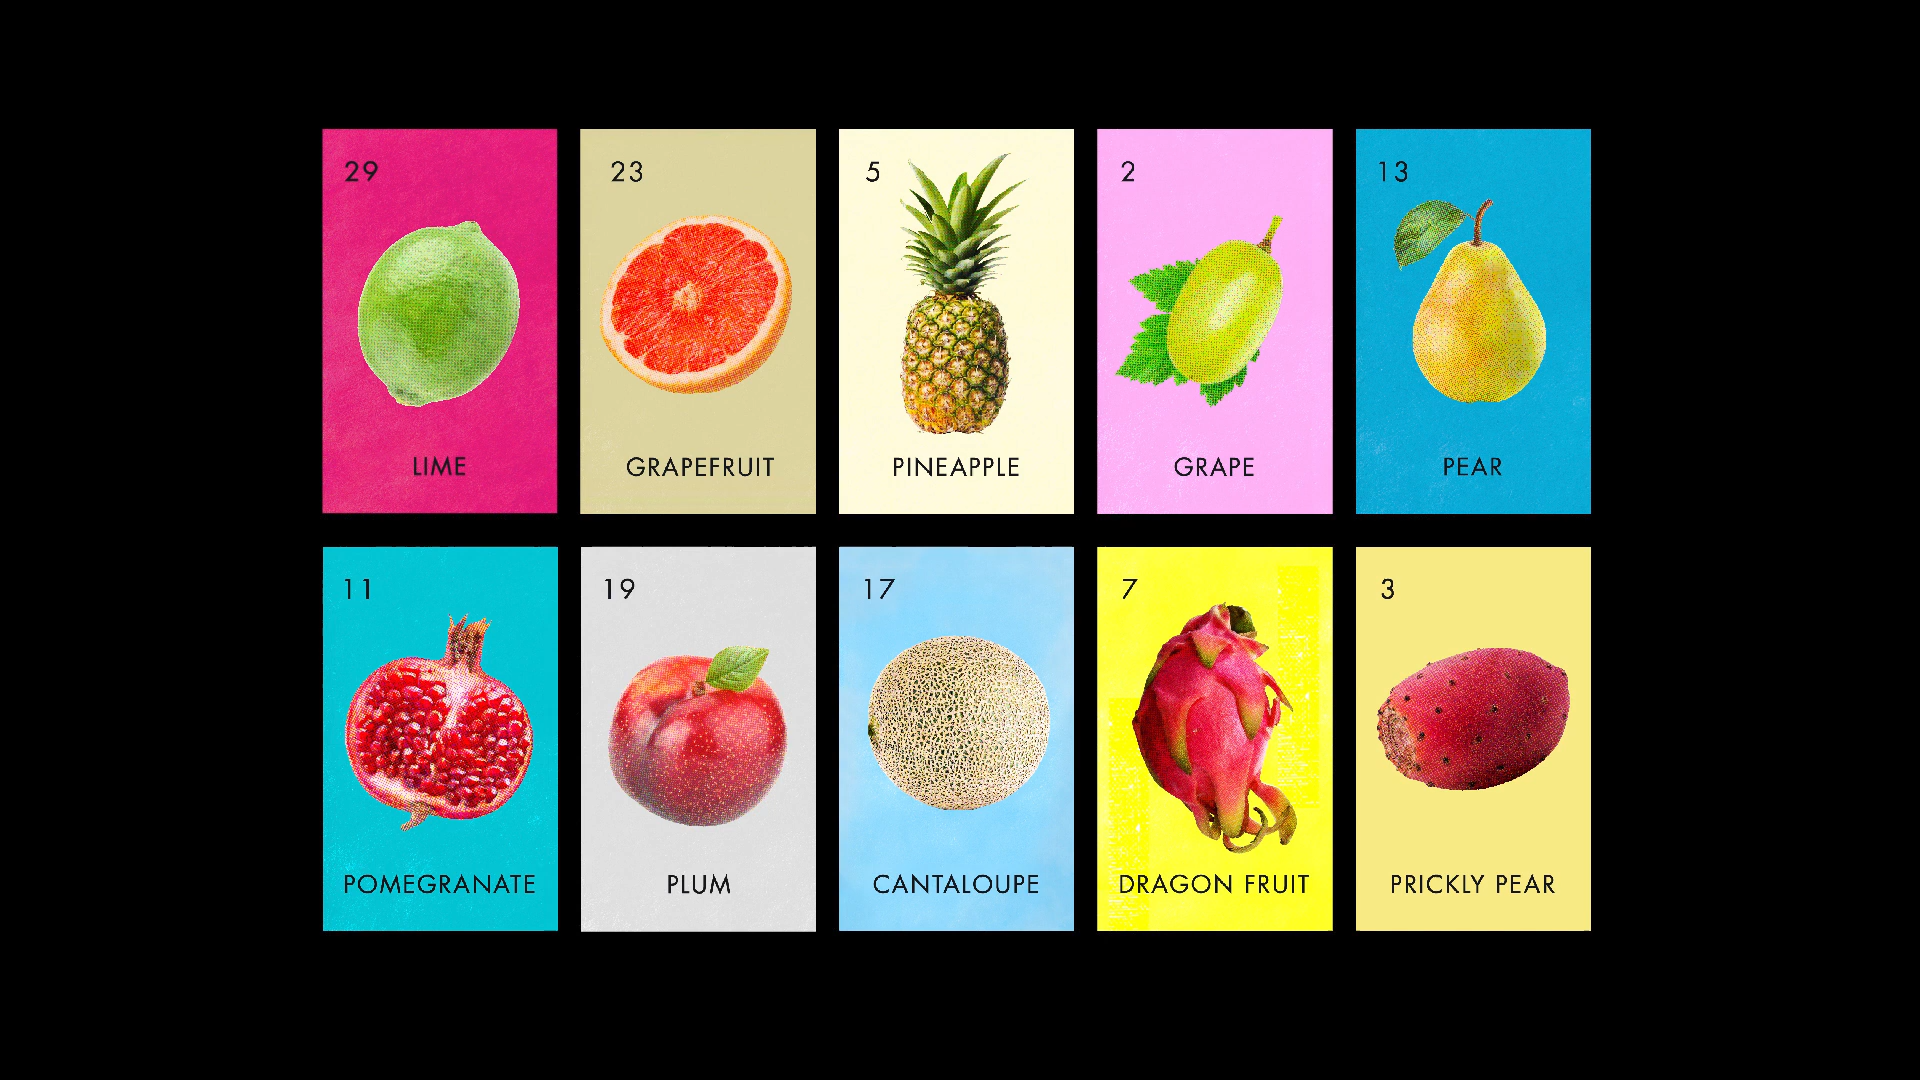 29
LIME
23
GRAPEFRUIT
5
PINEAPPLE
2
GRAPE
13
PEAR
11
POMEGRANATE
19
PLUM
17
CANTALOUPE
7
DRAGON FRUIT
3
PRICKLY PEAR